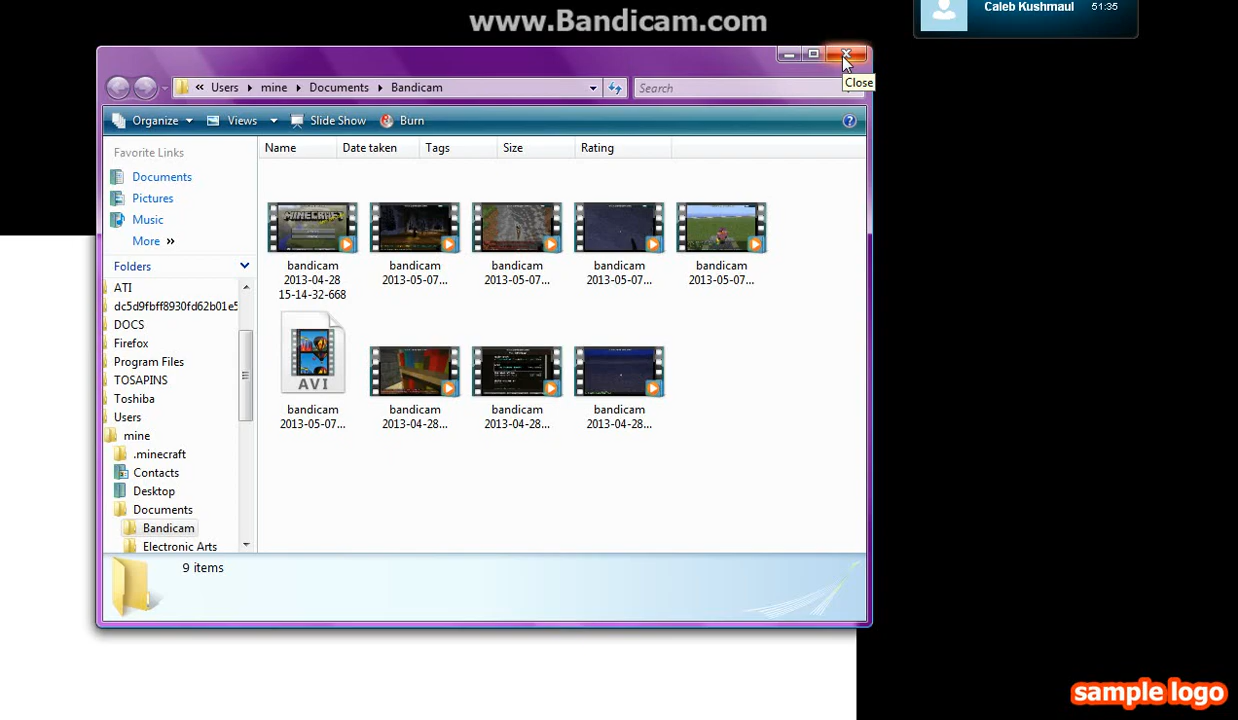 www.Bandicam.com
Caleb Kushmaul 51:35
« Users mine Documents Bandicam
Search
Close
Organize Views Slide Show Burn
Favorite Links
Documents
Pictures
Music
More »
Folders
ATI
dc5d9fbff8930fd62b01e5
DOCS
Firefox
Program Files
TOSAPINS
Toshiba
Users
mine
.minecraft
Contacts
Desktop
Documents
Bandicam
Electronic Arts
Name Date taken Tags Size Rating
MINECRAFT
bandicam bandicam bandicam bandicam bandicam
2013-04-28 2013-05-07... 2013-05-07... 2013-05-07... 2013-05-07...
15-14-32-668
AVI
bandicam bandicam bandicam bandicam
2013-05-07... 2013-04-28... 2013-04-28... 2013-04-28...
9 items
sample logo